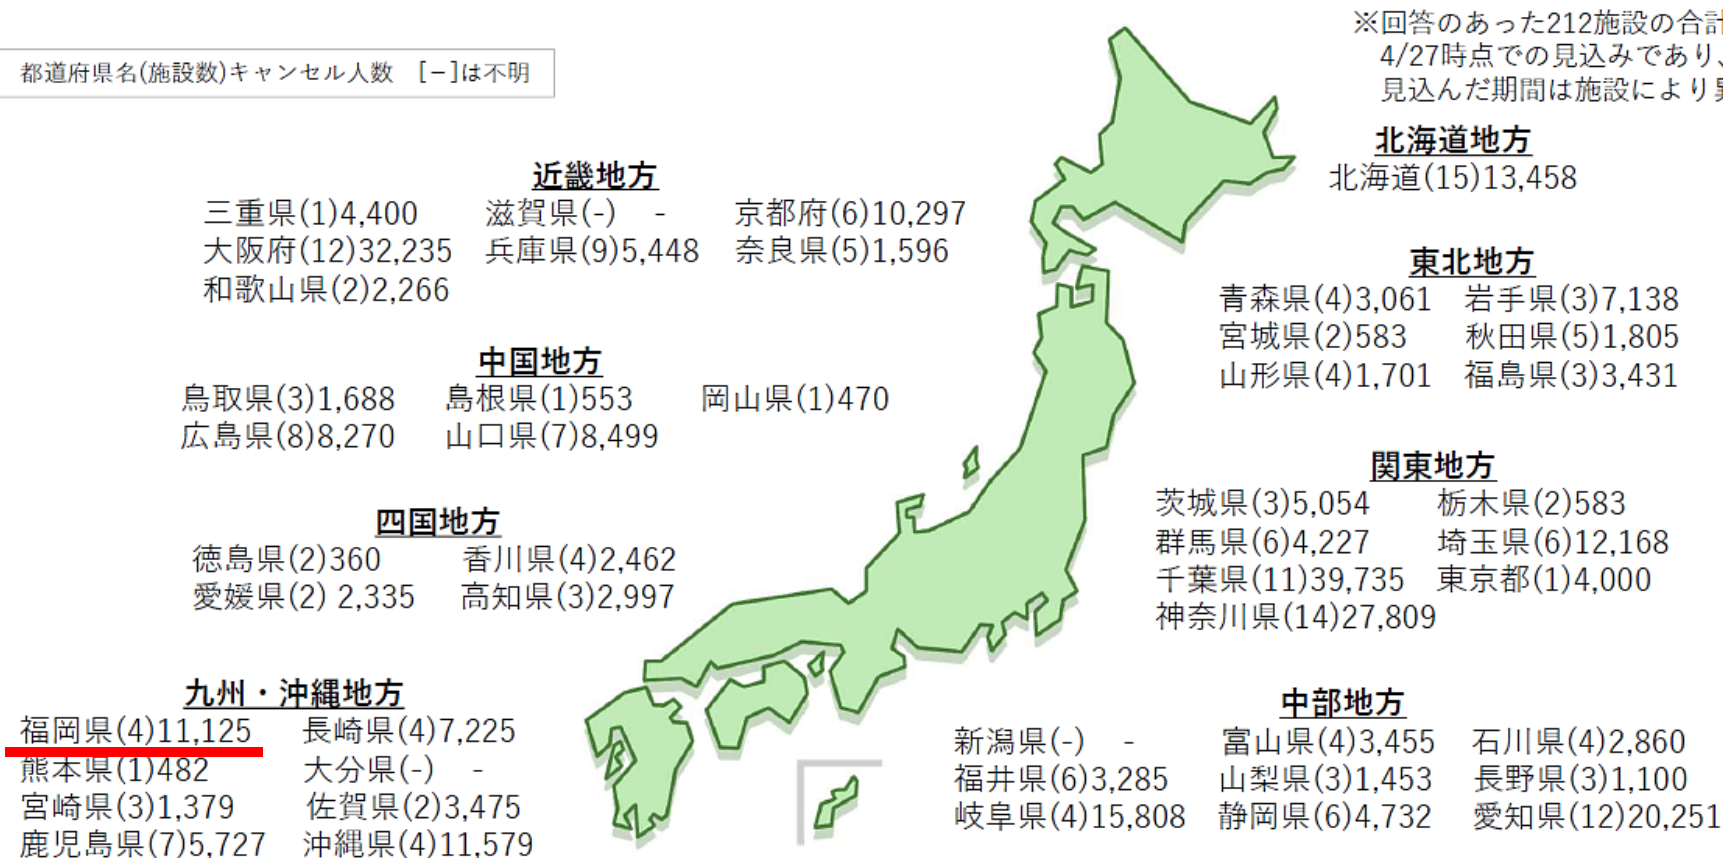 ※回答のあった212施設の合計
4/27時点での見込みであり、
見込んだ期間は施設により
都道府県名(施設数)キャンセル人数 [−]は不明
北海道地方
北海道(15)13,458
近畿地方
三重県(1)4,400 滋賀県(-) - 京都府(6)10,297
大阪府(12)32,235 兵庫県(9)5,448 奈良県(5)1,596
和歌山県(2)2,266
東北地方
青森県(4)3,061 岩手県(3)7,138
宮城県(2)583 秋田県(5)1,805
山形県(4)1,701 福島県(3)3,431
中国地方
鳥取県(3)1,688 島根県(1)553 岡山県(1)470
広島県(8)8,270 山口県(7)8,499
関東地方
茨城県(3)5,054 栃木県(2)583
群馬県(6)4,227 埼玉県(6)12,168
千葉県(11)39,735 東京都(1)4,000
神奈川県(14)27,809
四国地方
徳島県(2)360 香川県(4)2,462
愛媛県(2) 2,335 高知県(3)2,997
九州・沖縄地方
福岡県(4)11,125 長崎県(4)7,225
熊本県(1)482 大分県(-) -
宮崎県(3)1,379 佐賀県(2)3,475
鹿児島県(7)5,727 沖縄県(4)11,579
中部地方
新潟県(-) - 富山県(4)3,455 石川県(4)2,860
福井県(6)3,285 山梨県(3)1,453 長野県(3)1,100
岐阜県(4)15,808 静岡県(6)4,732 愛知県(12)20,251